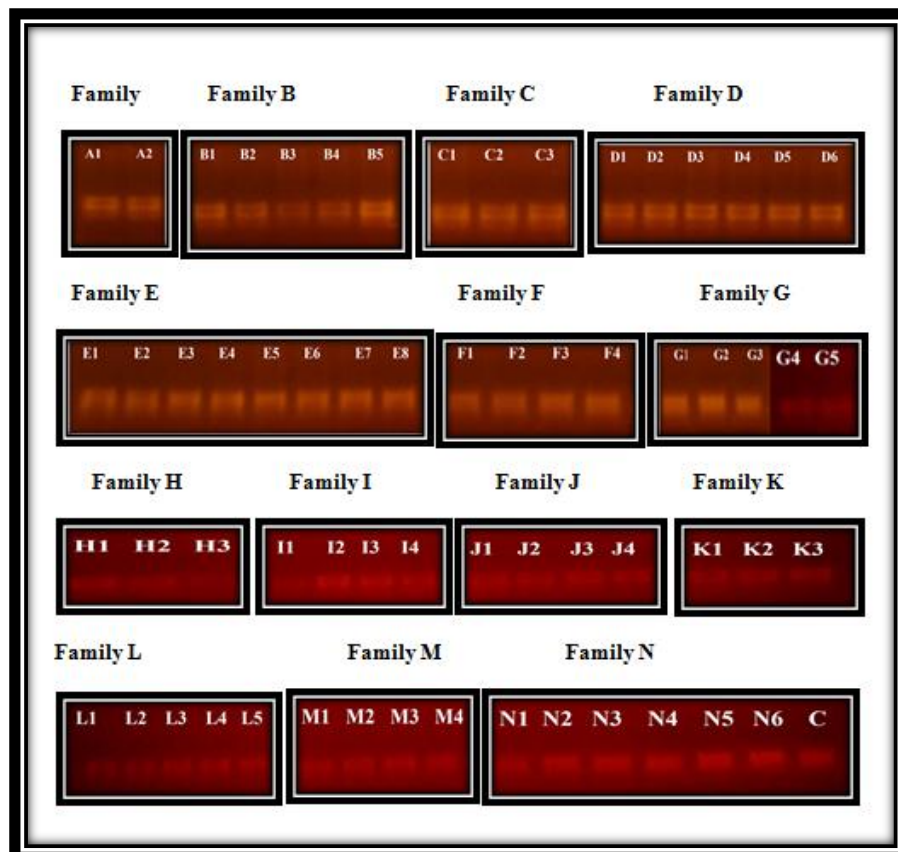 Family Family B Family C Family D
A1 A2 B1 B2 B3 B4 B5 C1 C2 C3 D1 D2 D3 D4 D5 D6
Family E Family F Family G
E1 E2 E3 E4 E5 E6 E7 E8 F1 F2 F3 F4 G1 G2 G3 G4 G5
Family H Family I Family J Family K
H1 H2 H3 I1 I2 I3 I4 J1 J2 J3 J4 K1 K2 K3
Family L Family M Family N
L1 L2 L3 L4 L5 M1 M2 M3 M4 N1 N2 N3 N4 N5 N6 C